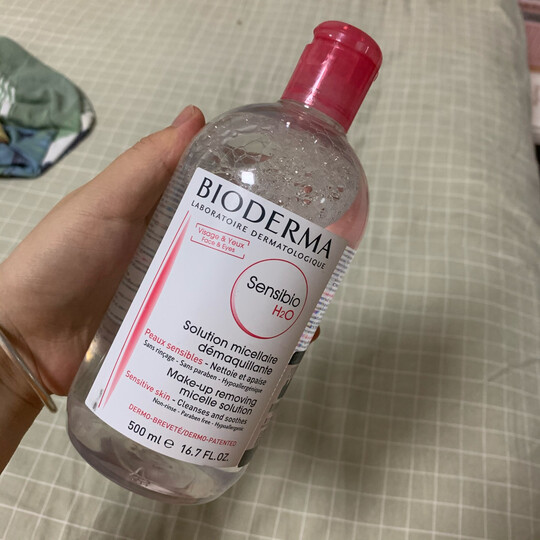 BIODERMA
LABORATOIRE DERMATOLOGIQUE
Visage & Yeux
Face & Eyes
Sensibio
H2O
Solution micellaire
démaquillante
Peaux sensibles - Nettoie et apaise
Sans rinçage - Sans paraben - Hypoallergénique
Make-up removing
micelle solution
Sensitive skin - Cleanses and soothes
Non-rinse - Paraben free - Hypoallergenic
DERMO-BREVETÉ/DERMO-PATENTED
500 ml e 16.7 FL.OZ.